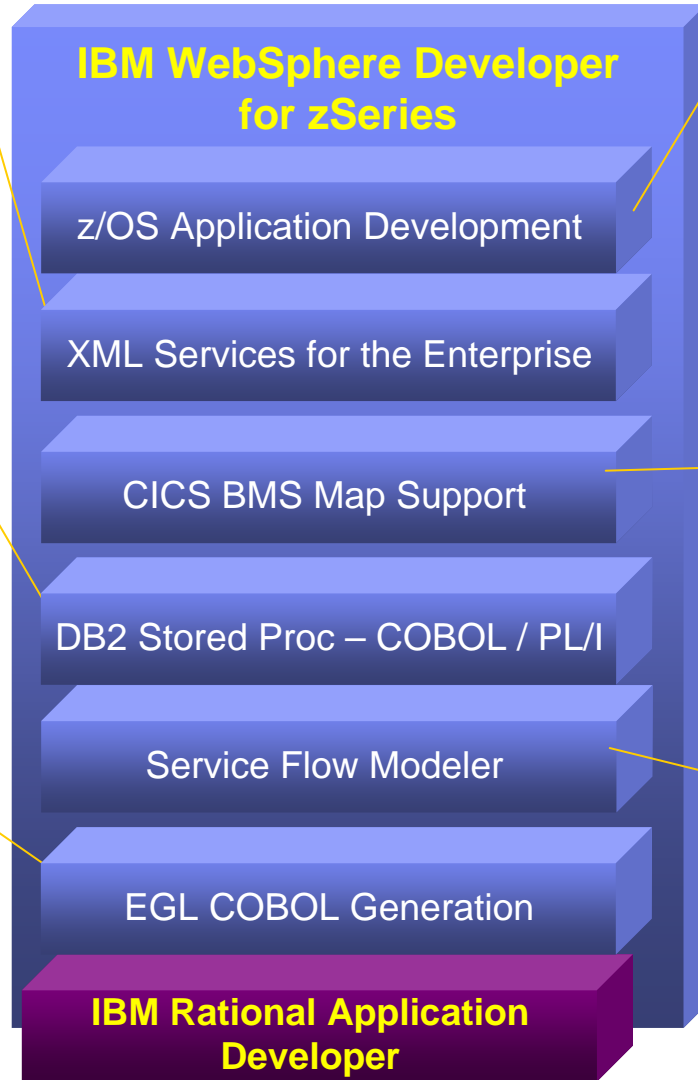 IBM WebSphere Developer
for zSeries
z/OS Application Development
XML Services for the Enterprise
CICS BMS Map Support
DB2 Stored Proc – COBOL / PL/I
Service Flow Modeler
EGL COBOL Generation
IBM Rational Application
Developer